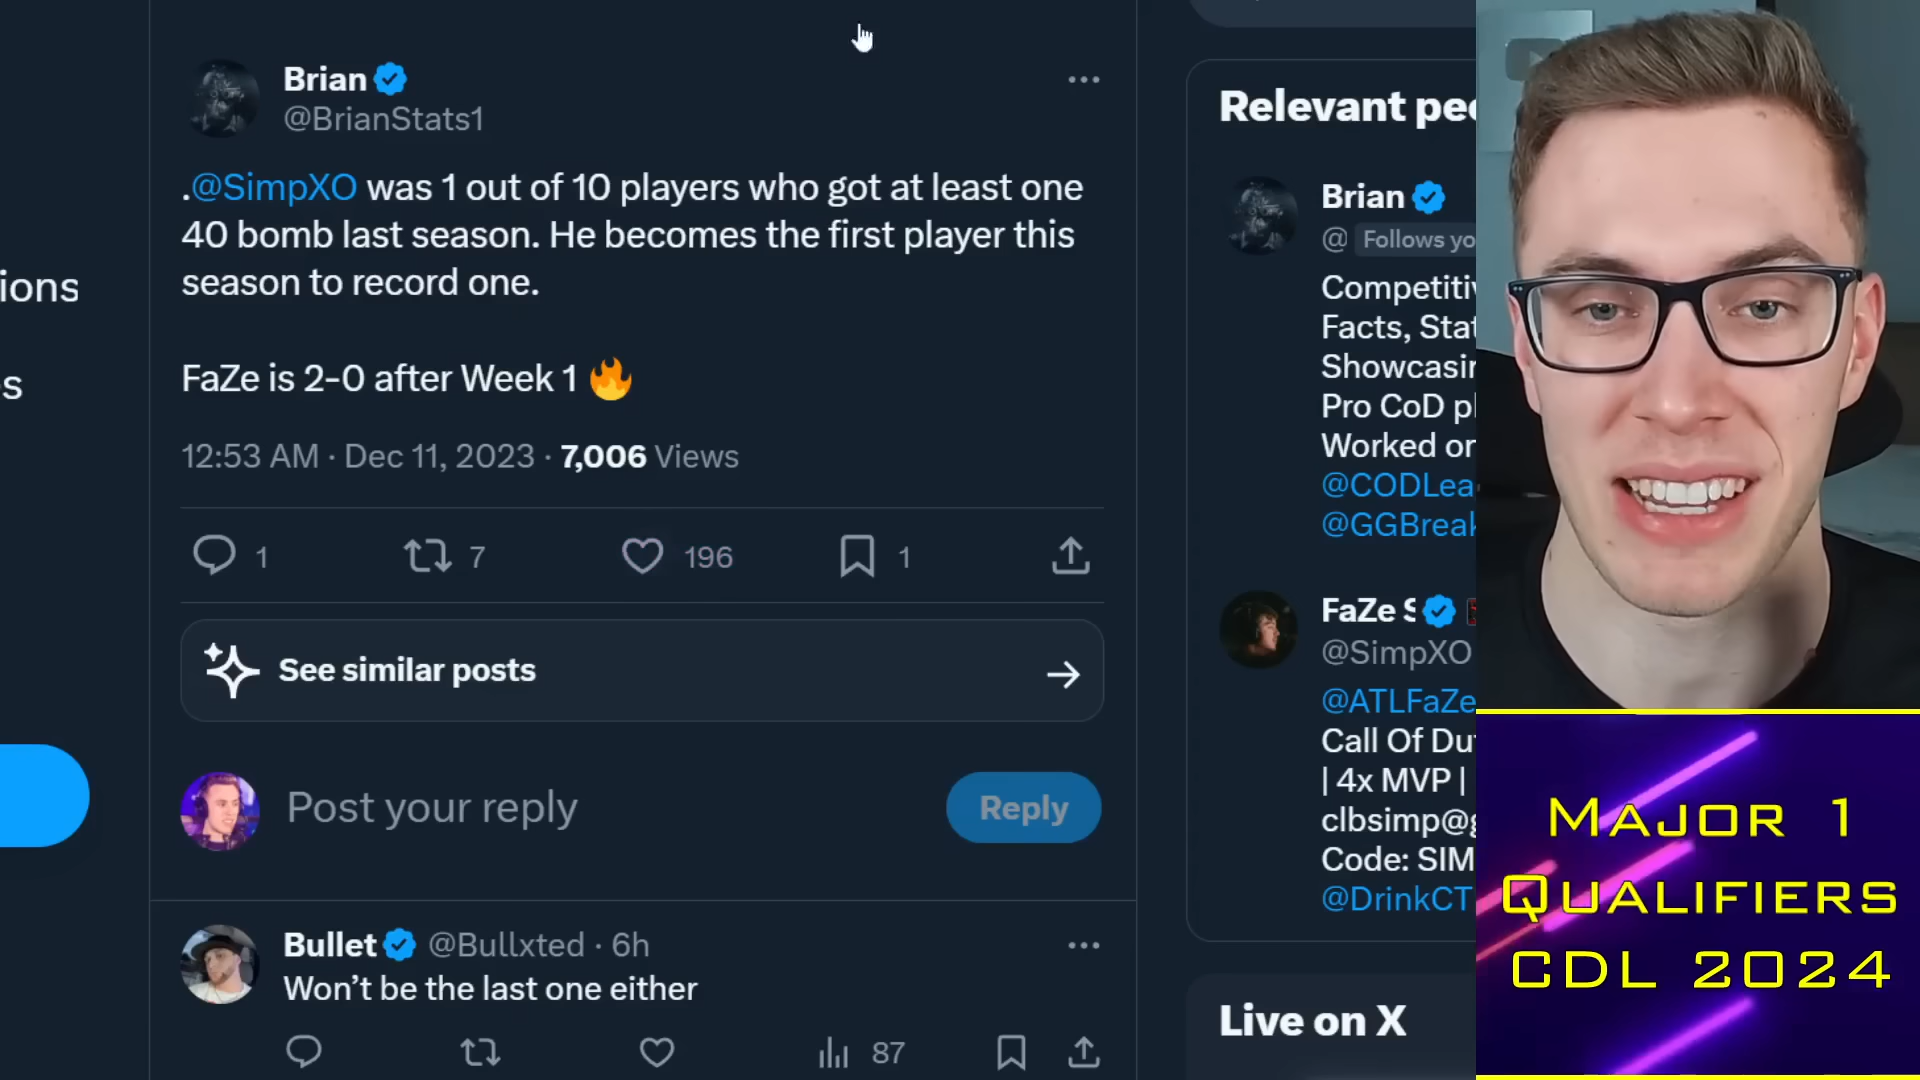 ions
s
Brian
@BrianStats1
.@SimpXO was 1 out of 10 players who got at least one
40 bomb last season. He becomes the first player this
season to record one.
FaZe is 2-0 after Week 1 🔥
12:53 AM · Dec 11, 2023 · 7,006 Views
1 7 196 1
See similar posts
Post your reply
Reply
Bullet @Bullxted · 6h
Won't be the last one either
87
Relevant pe
Brian
@ Follows yo
Competitiv
Facts, Stat
Showcasin
Pro CoD pl
Worked on
@CODLea
@GGBreak
FaZe S
@SimpXO
@ATLFaZe
Call Of Dut
| 4x MVP |
clbsimp@g
Code: SIM
@DrinkCT
Live on X
Major 1
Qualifiers
CDL 2024